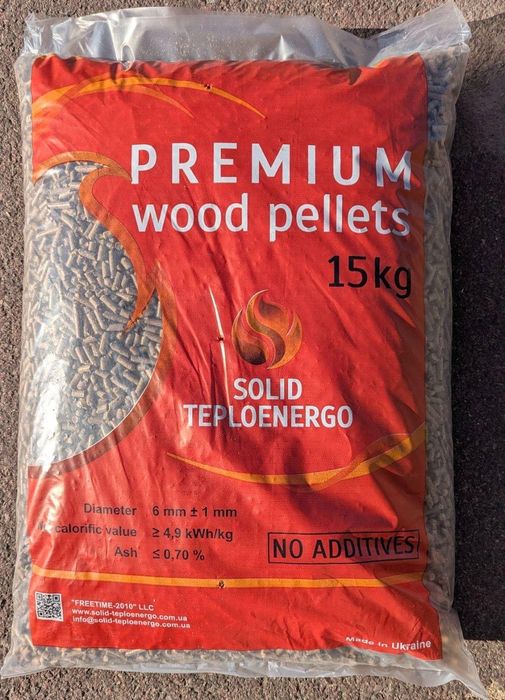 PREMIUM
wood pellets
15kg
SOLID
TEPLOENERGO
Diameter 6 mm ± 1 mm
calorific value ≥ 4,9 kWh/kg
Ash ≤ 0,70 %
NO ADDITIVES
"FREETIME-2010" LLC
www.solid-teploenergo.com.ua
info@solid-teploenergo.com.ua
Made in Ukraine